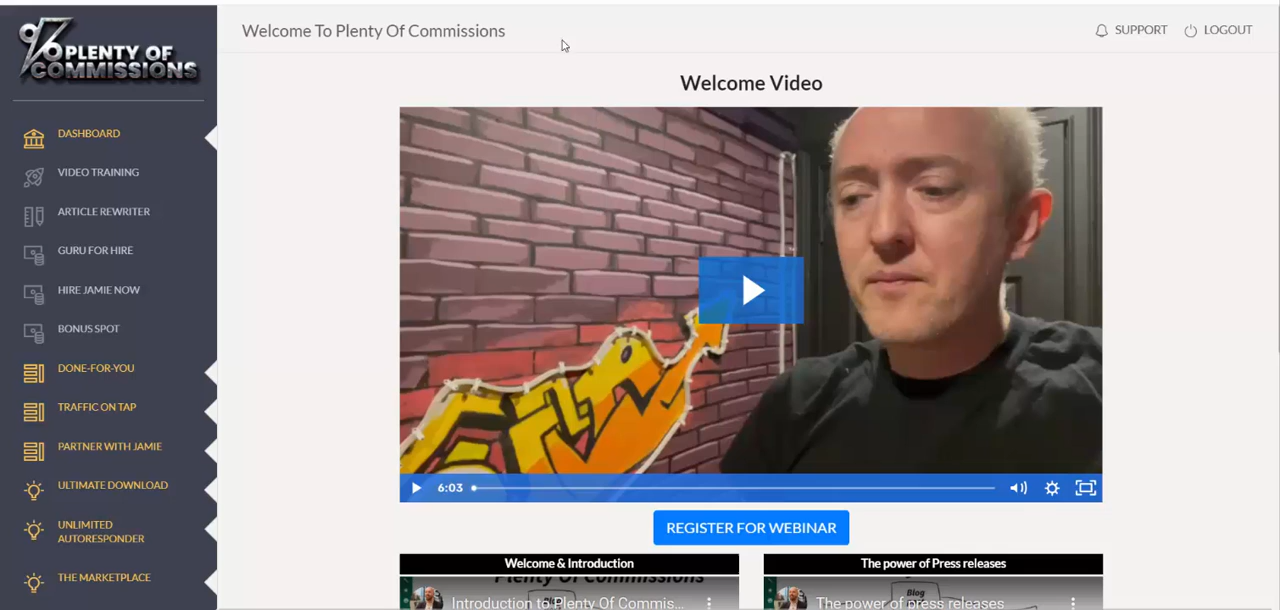 PLENTY OF
COMMISSIONS
Welcome To Plenty Of Commissions
SUPPORT
LOGOUT
DASHBOARD
VIDEO TRAINING
ARTICLE REWRITER
GURU FOR HIRE
HIRE JAMIE NOW
BONUS SPOT
DONE-FOR-YOU
TRAFFIC ON TAP
PARTNER WITH JAMIE
ULTIMATE DOWNLOAD
UNLIMITED
AUTORESPONDER
THE MARKETPLACE
Welcome Video
6:03
REGISTER FOR WEBINAR
Welcome & Introduction
Plenty Of Commissions
Blog
Introduction to Plenty Of Commis...
The power of Press releases
Blog
The power of press releases